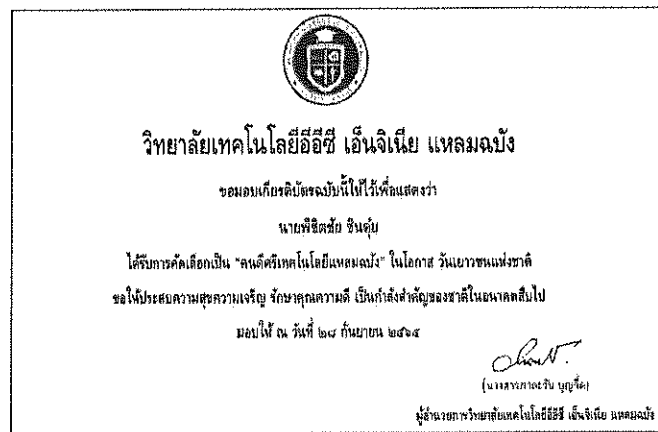 วิทยาลัยเทคโนโลยีอีอีซี เอ็นจิเนีย แหลมฉบัง
ขอมอบเกียรติบัตรฉบับนี้ให้ไว้เพื่อแสดงว่า
นายพิชิตชัย ชินตุ้ย
ได้รับการคัดเลือกเป็น "คนดีศรีเทคโนโลยีแหลมฉบัง" ในโอกาส วันเยาวชนแห่งชาติ
ขอให้ประสบความสุขความเจริญ รักษาคุณความดี เป็นกำลังสำคัญของชาติในอนาคตสืบไป
มอบให้ ณ วันที่ ๒๘ กันยายน ๒๕๖๕
ผู้อำนวยการวิทยาลัยเทคโนโลยีอีอีซี เอ็นจิเนีย แหลมฉบัง